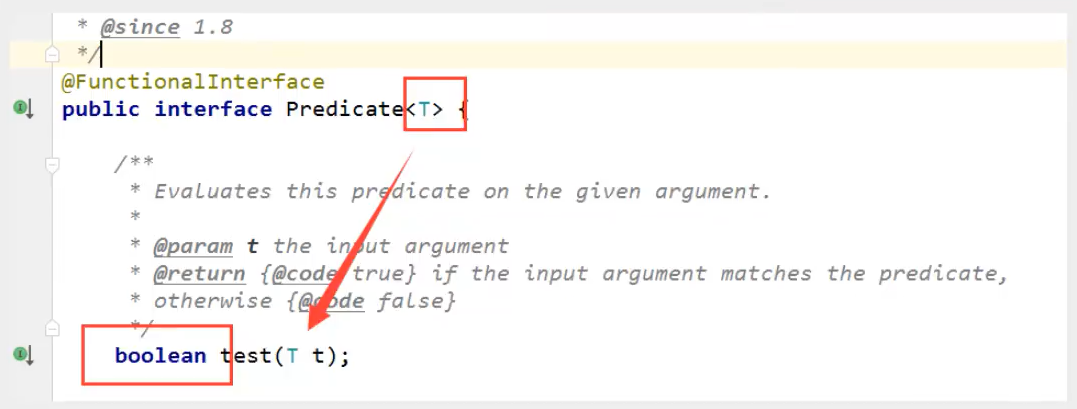 * @since 1.8
*/
@FunctionalInterface
public interface Predicate<T> {
/**
* Evaluates this predicate on the given argument.
*
* @param t the input argument
* @return {@code true} if the input argument matches the predicate,
* otherwise {@code false}
*/
boolean test(T t);